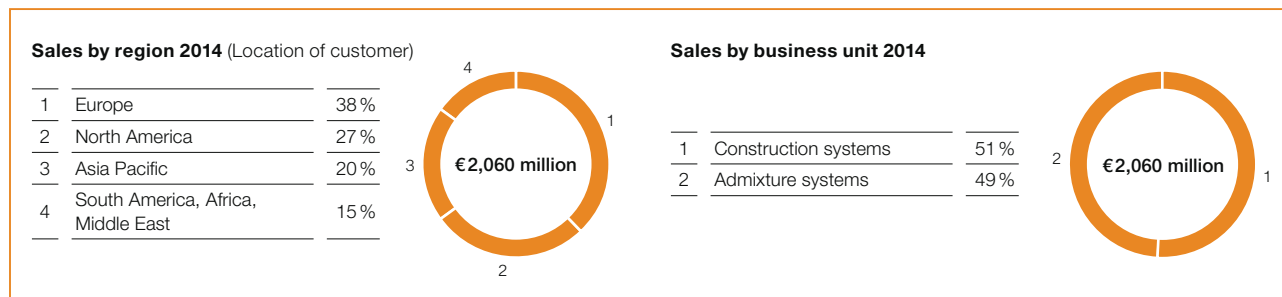 Sales by region 2014 (Location of customer)
1 Europe 38 %
2 North America 27 %
3 Asia Pacific 20 %
4 South America, Africa,
Middle East 15 %
4
1
3
€2,060 million
2
Sales by business unit 2014
1 Construction systems 51 %
2 Admixture systems 49 %
2
€2,060 million
1